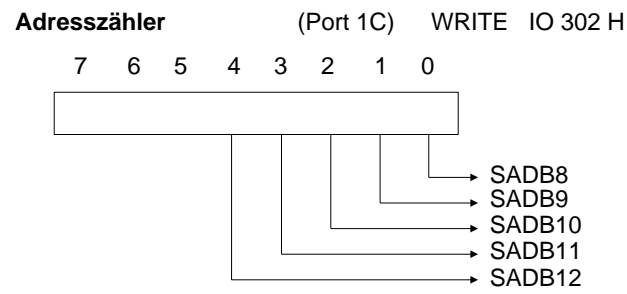 Adresszähler (Port 1C) WRITE IO 302 H
7 6 5 4 3 2 1 0
SADB8
SADB9
SADB10
SADB11
SADB12